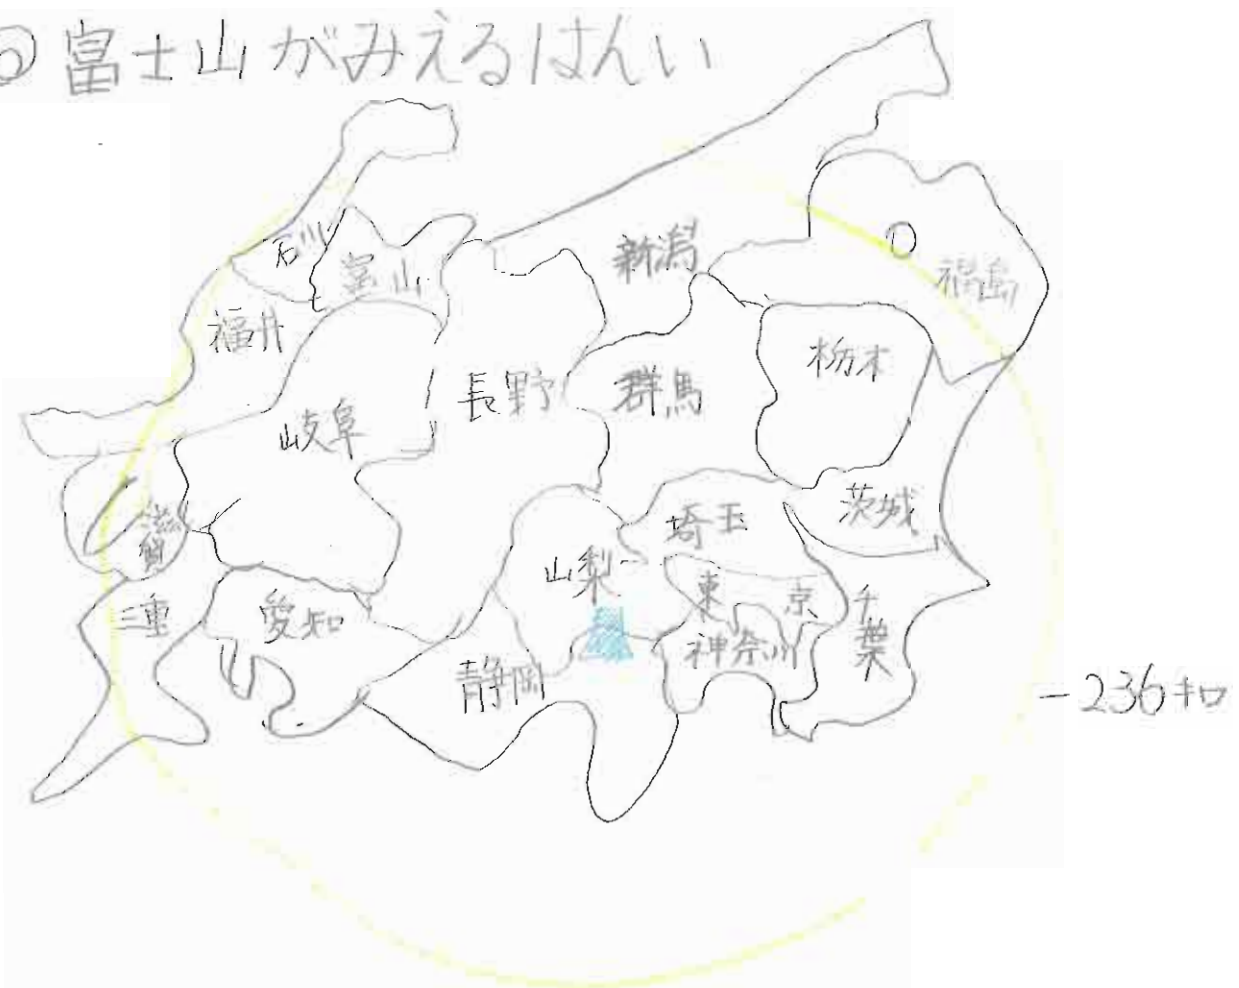 富士山がみえるはんい
石川
富山
新潟
福島
福井
栃木
長野
群馬
岐阜
茨城
埼玉
滋賀
山梨
東京
千葉
三重
愛知
神奈川
静岡
-236キロ